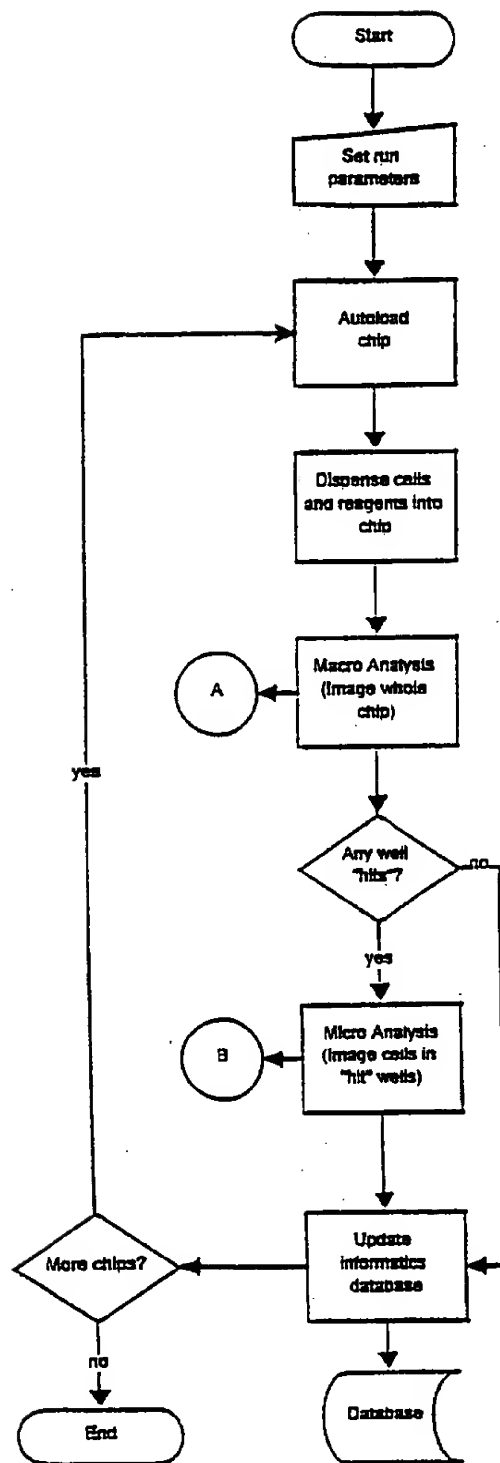 Start
Set run
parameters
Autoload
chip
Dispense cells
and reagents into
chip
Macro Analysis
(Image whole
chip)
A
yes
Any well
"hits"?
no
yes
Micro Analysis
(Image cells in
"hit" wells)
B
Update
informatics
database
More chips?
no
End
Database